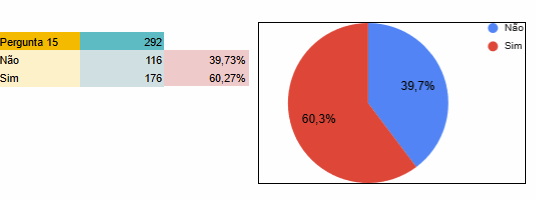 Pergunta 15 292
Não 116 39,73%
Sim 176 60,27%
Não
Sim
39,7%
60,3%